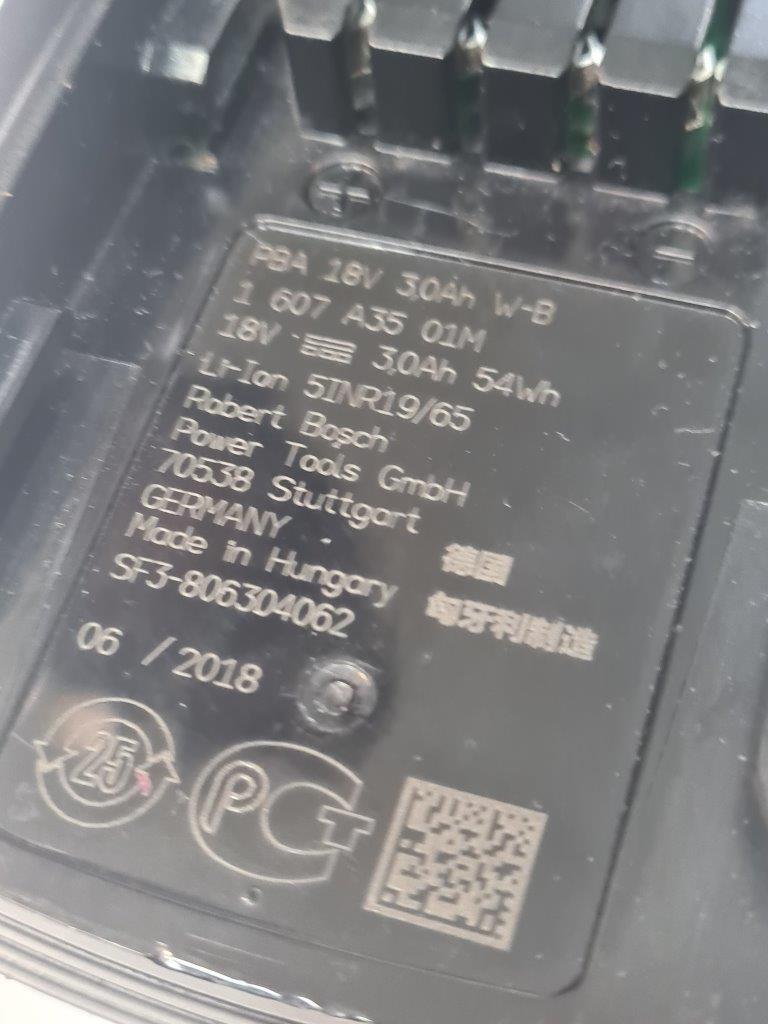 PBA 18V 3,0Ah W-B
1 607 A35 01M
18V 3,0Ah 54Wh
Li-Ion 5INR19/65
Robert Bosch
Power Tools GmbH
70538 Stuttgart
GERMANY 德國
Made in Hungary 匈牙利制造
SF3-806304062
06 / 2018
25
РСТ